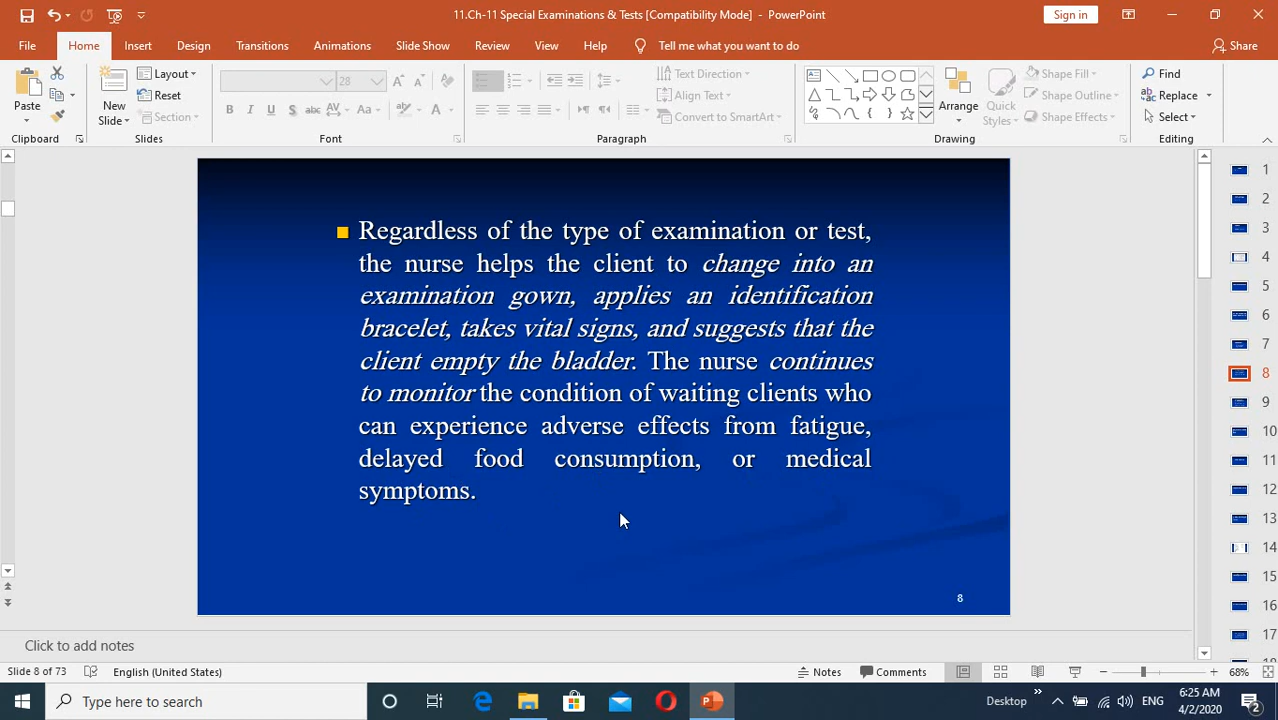 11.Ch-11 Special Examinations & Tests [Compatibility Mode] - PowerPoint
Sign in
File Home Insert Design Transitions Animations Slide Show Review View Help Tell me what you want to do Share
Paste
Clipboard
New Slide
Layout
Reset
Section
Slides
28
B I U S abc AV Aa A
Font
Text Direction
Align Text
Convert to SmartArt
Paragraph
Arrange
Quick Styles
Shape Fill
Shape Outline
Shape Effects
Drawing
Find
Replace
Select
Editing
Regardless of the type of examination or test,
the nurse helps the client to change into an
examination gown, applies an identification
bracelet, takes vital signs, and suggests that the
client empty the bladder. The nurse continues
to monitor the condition of waiting clients who
can experience adverse effects from fatigue,
delayed food consumption, or medical
symptoms.
8
1
2
3
4
5
6
7
8
9
10
11
12
13
14
15
16
17
Click to add notes
Slide 8 of 73 English (United States) Notes Comments 68%
Type here to search
Desktop
ENG
6:25 AM
4/2/2020
2